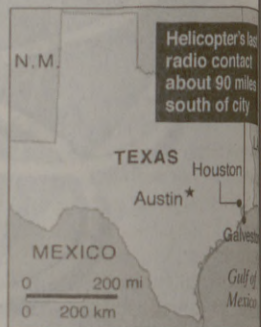 Helicopter's last
radio contact
about 90 miles
south of city
N.M.
TEXAS
Houston
Austin
MEXICO
Gulf of
Mexico
0 200 mi
0 200 km